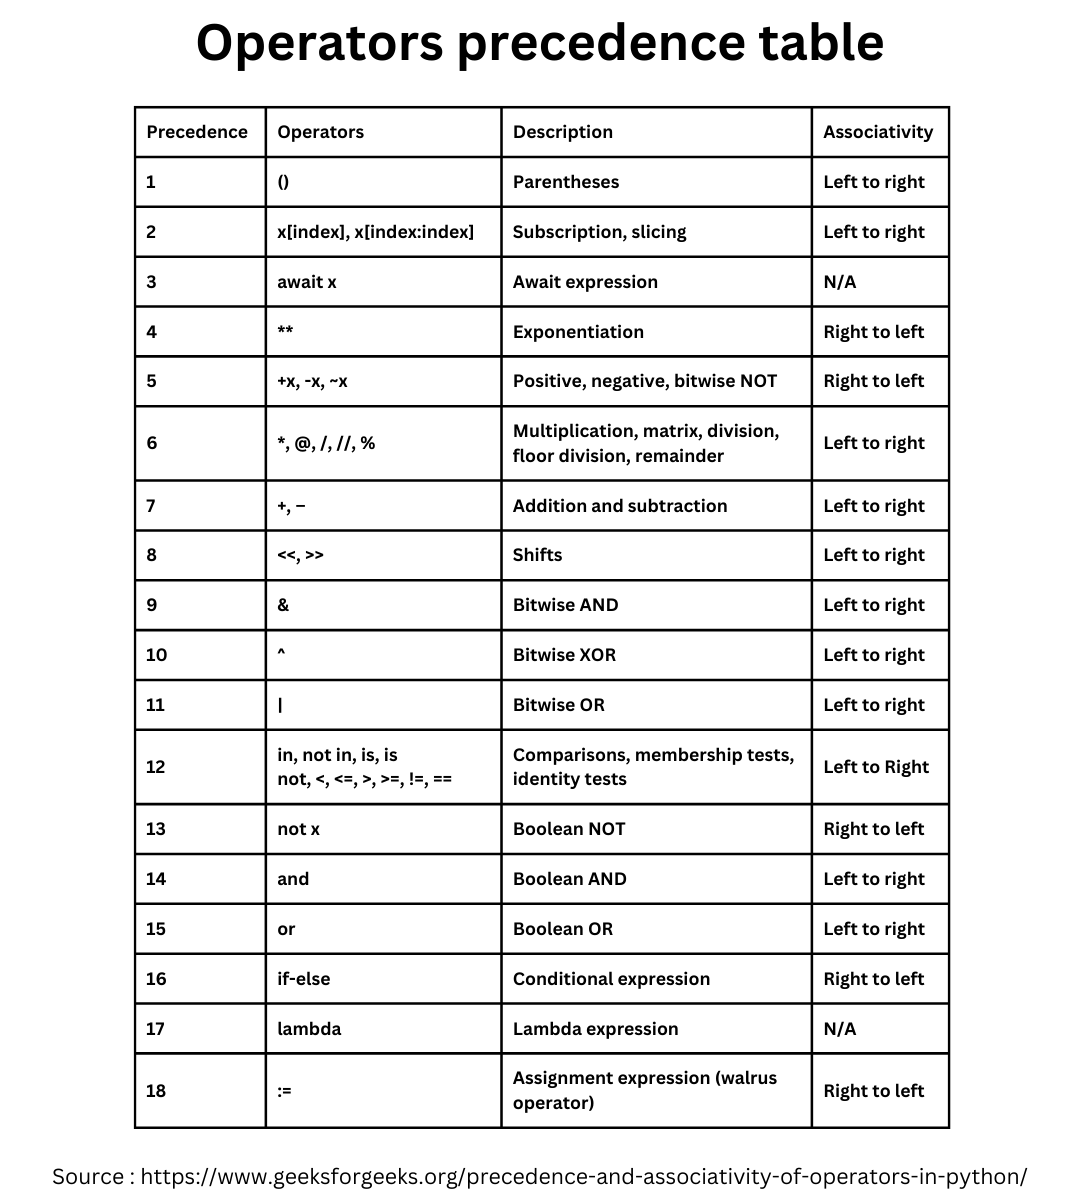 Operators precedence table
Precedence Operators Description Associativity
1 () Parentheses Left to right
2 x[index], x[index:index] Subscription, slicing Left to right
3 await x Await expression N/A
4 ** Exponentiation Right to left
5 +x, -x, ~x Positive, negative, bitwise NOT Right to left
6 *, @, /, //, % Multiplication, matrix, division, floor division, remainder Left to right
7 +, – Addition and subtraction Left to right
8 <<, >> Shifts Left to right
9 & Bitwise AND Left to right
10 ^ Bitwise XOR Left to right
11 | Bitwise OR Left to right
12 in, not in, is, is not, <, <=, >, >=, !=, == Comparisons, membership tests, identity tests Left to Right
13 not x Boolean NOT Right to left
14 and Boolean AND Left to right
15 or Boolean OR Left to right
16 if-else Conditional expression Right to left
17 lambda Lambda expression N/A
18 := Assignment expression (walrus operator) Right to left
Source : https://www.geeksforgeeks.org/precedence-and-associativity-of-operators-in-python/